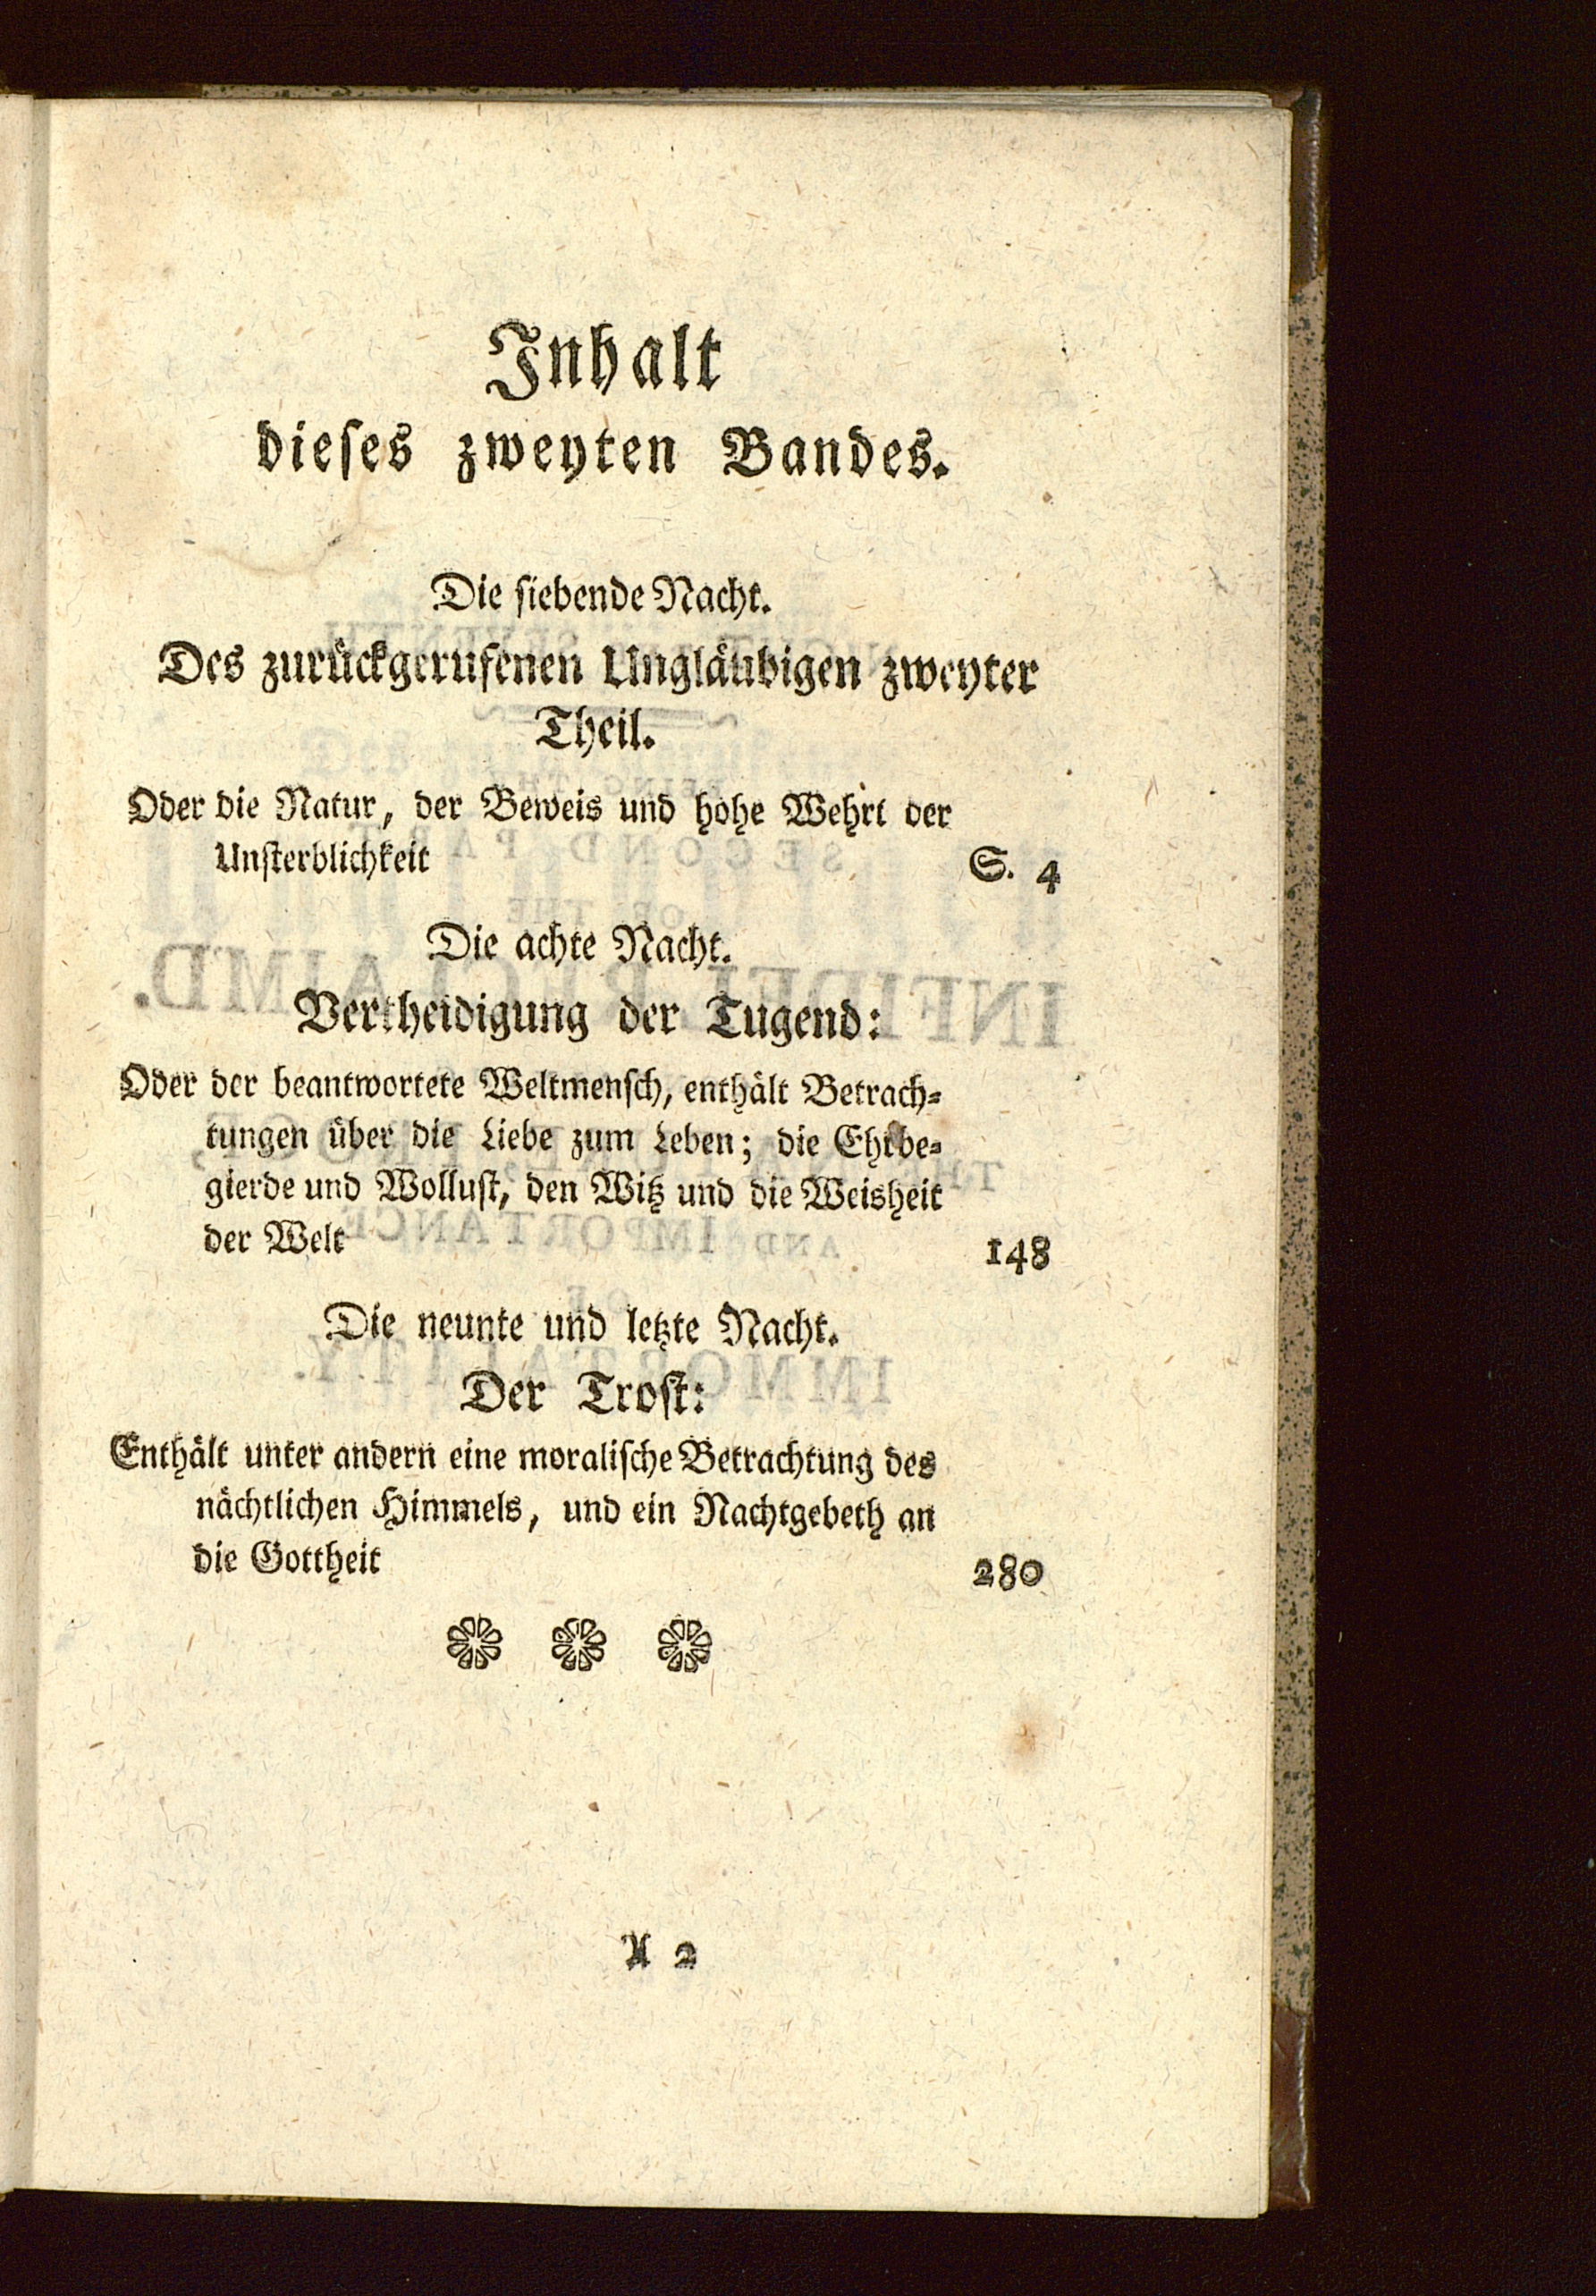 Inhalt
dieses zweyten Bandes.
Die siebende Nacht.
Des zurückgerufenen Ungläubigen zweyter
Theil.
Oder die Natur, der Beweis und hohe Wehrt der
Unsterblichkeit S. 4
Die achte Nacht.
Vertheidigung der Tugend:
Oder der beantwortete Weltmensch, enthält Betrach-
tungen über die Liebe zum Leben; die Ehrbe-
gierde und Wollust, den Witz und die Weisheit
der Welt 148
Die neunte und letzte Nacht.
Der Trost:
Enthält unter andern eine moralische Betrachtung des
nächtlichen Himmels, und ein Nachtgebeth an
die Gottheit 280
A 2